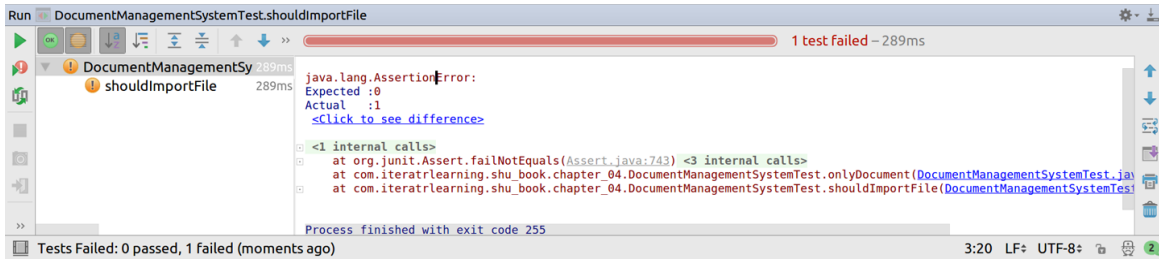 Run DocumentManagementSystemTest.shouldImportFile
1 test failed – 289ms
DocumentManagementSy 289ms
shouldImportFile 289ms
java.lang.AssertionError:
Expected :0
Actual   :1
<Click to see difference>
<1 internal calls>
at org.junit.Assert.failNotEquals(Assert.java:743) <3 internal calls>
at com.iteratrlearning.shu_book.chapter_04.DocumentManagementSystemTest.onlyDocument(DocumentManagementSystemTest.jav
at com.iteratrlearning.shu_book.chapter_04.DocumentManagementSystemTest.shouldImportFile(DocumentManagementSystemTest
Process finished with exit code 255
Tests Failed: 0 passed, 1 failed (moments ago)
3:20 LF UTF-8 2